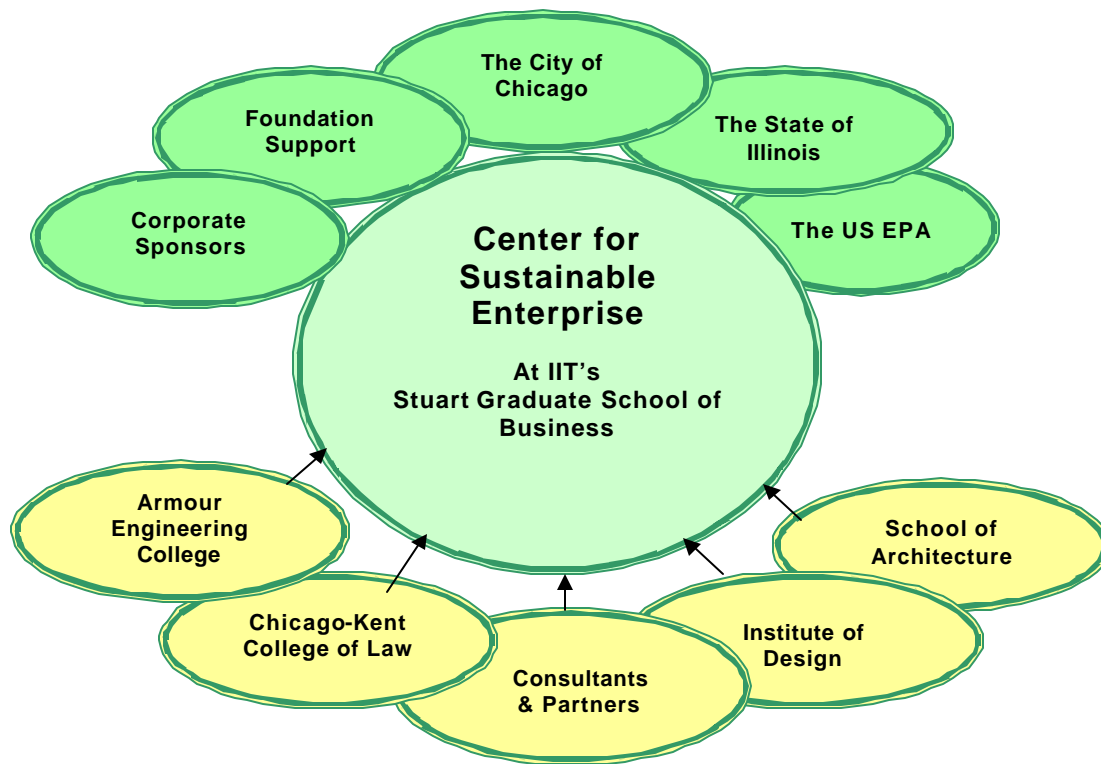 The City of
Chicago
Foundation
Support
The State of
Illinois
Corporate
Sponsors
The US EPA
Center for
Sustainable
Enterprise
At IIT’s
Stuart Graduate School of
Business
Armour
Engineering
College
School of
Architecture
Chicago-Kent
College of Law
Institute of
Design
Consultants
& Partners